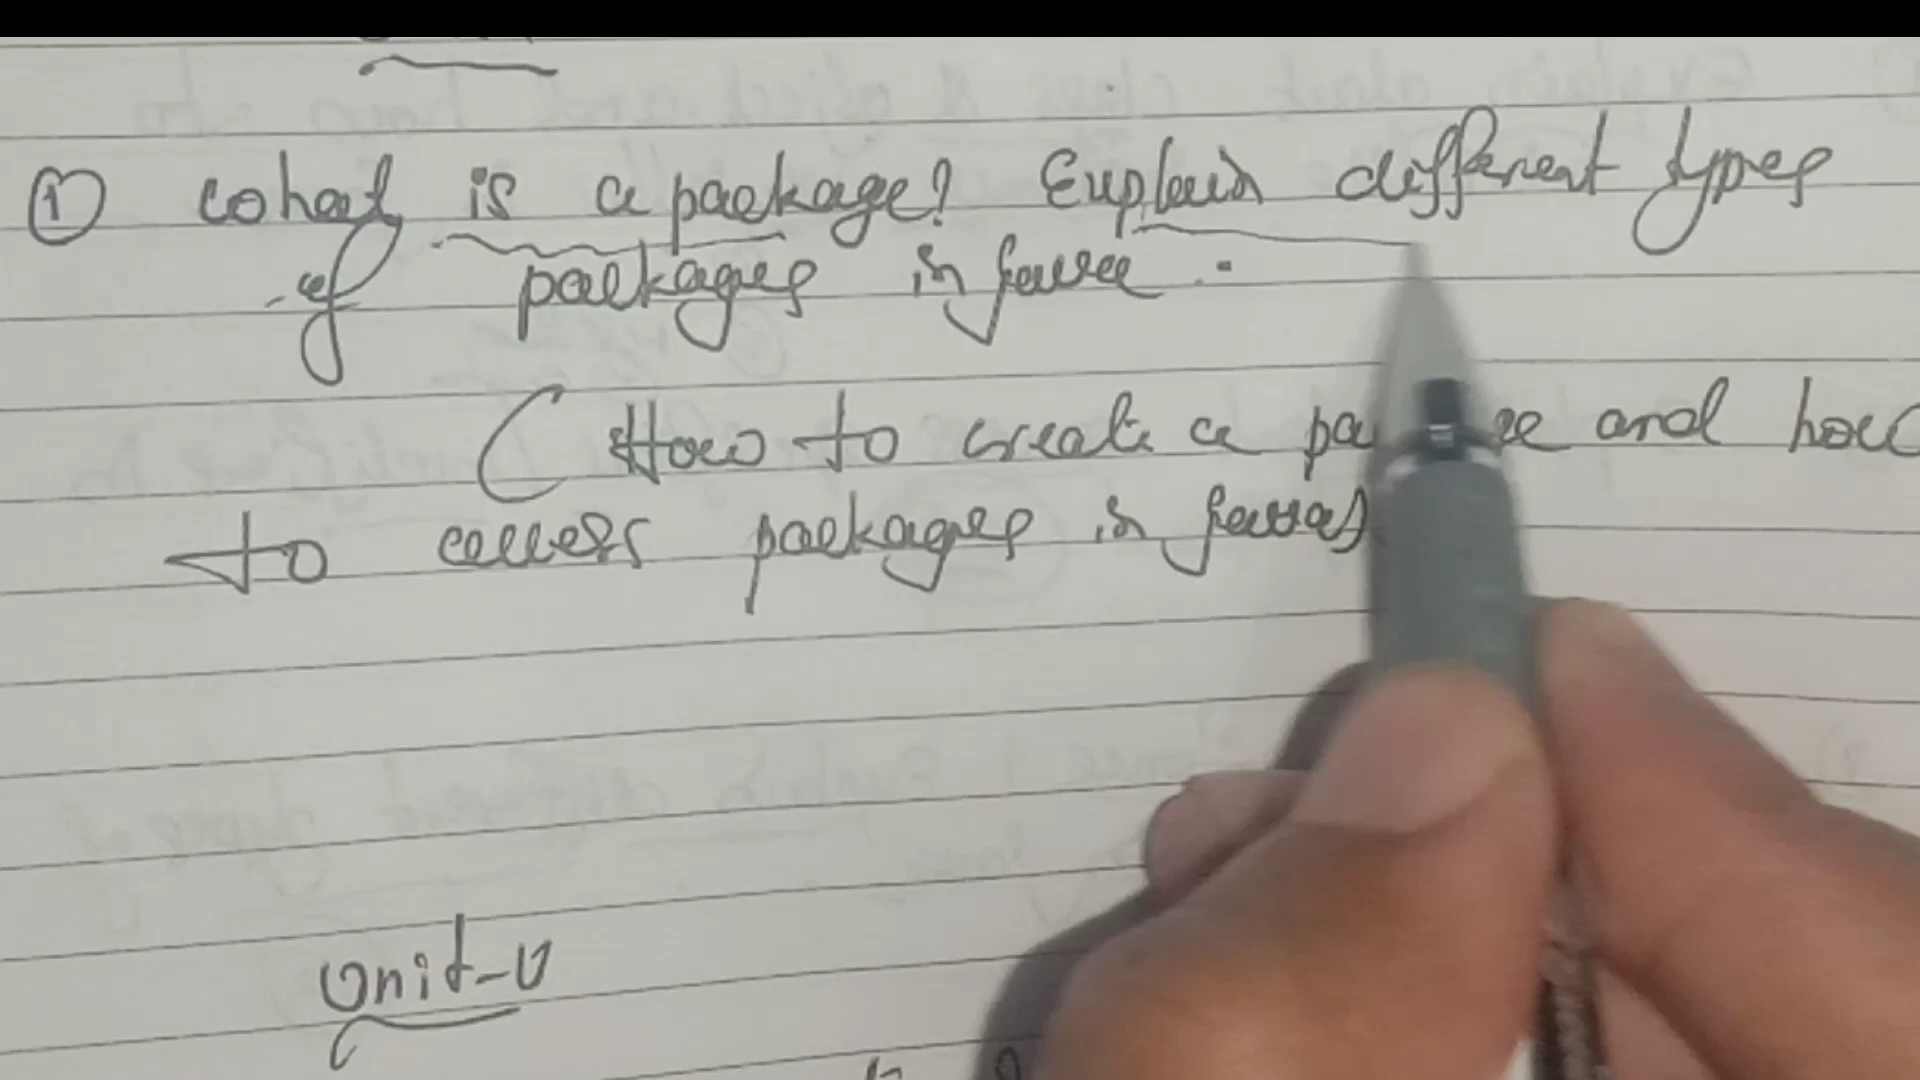 ① What is a package? Explain different types
of packages in Java.
(How to create a pa   ge and how
to access packages in Java)
Unit-V